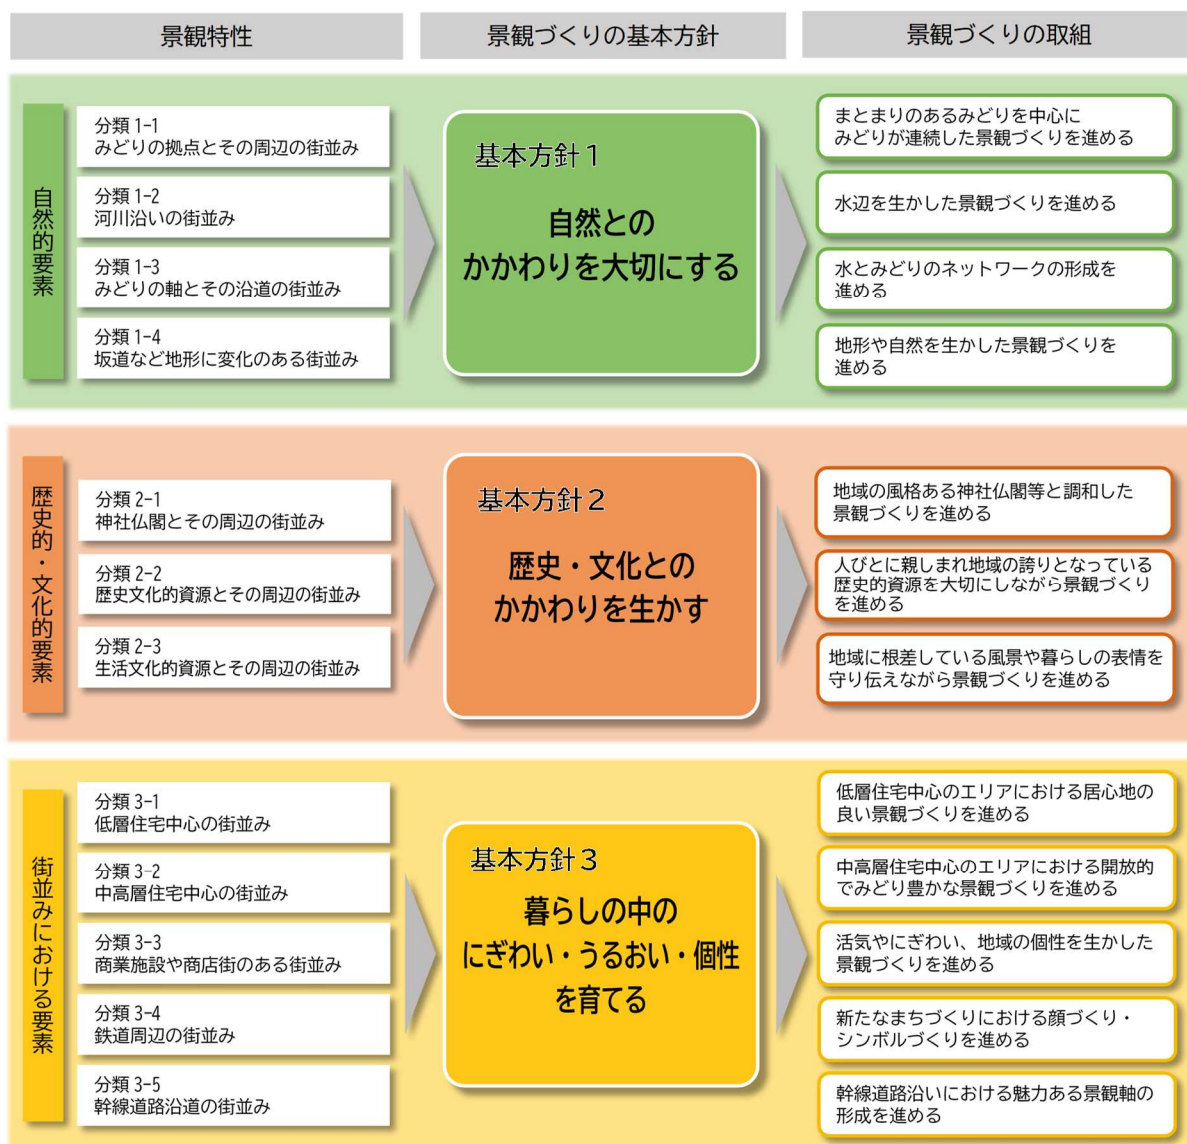 景観特性
景観づくりの基本方針
景観づくりの取組
自然的要素
分類 1-1
みどりの拠点とその周辺の街並み
分類 1-2
河川沿いの街並み
分類 1-3
みどりの軸とその沿道の街並み
分類 1-4
坂道など地形に変化のある街並み
基本方針1
自然との
かかわりを大切にする
まとまりのあるみどりを中心に
みどりが連続した景観づくりを進める
水辺を生かした景観づくりを進める
水とみどりのネットワークの形成を
進める
地形や自然を生かした景観づくりを
進める
歴史的・文化的要素
分類 2-1
神社仏閣とその周辺の街並み
分類 2-2
歴史文化的資源とその周辺の街並み
分類 2-3
生活文化的資源とその周辺の街並み
基本方針2
歴史・文化との
かかわりを生かす
地域の風格ある神社仏閣等と調和した
景観づくりを進める
人びとに親しまれ地域の誇りとなっている
歴史的資源を大切にしながら景観づくり
を進める
地域に根差している風景や暮らしの表情を
守り伝えながら景観づくりを進める
街並みにおける要素
分類 3-1
低層住宅中心の街並み
分類 3-2
中高層住宅中心の街並み
分類 3-3
商業施設や商店街のある街並み
分類 3-4
鉄道周辺の街並み
分類 3-5
幹線道路沿道の街並み
基本方針3
暮らしの中の
にぎわい・うるおい・個性
を育てる
低層住宅中心のエリアにおける居心地の
良い景観づくりを進める
中高層住宅中心のエリアにおける開放的
でみどり豊かな景観づくりを進める
活気やにぎわい、地域の個性を生かした
景観づくりを進める
新たなまちづくりにおける顔づくり・
シンボルづくりを進める
幹線道路沿いにおける魅力ある景観軸の
形成を進める